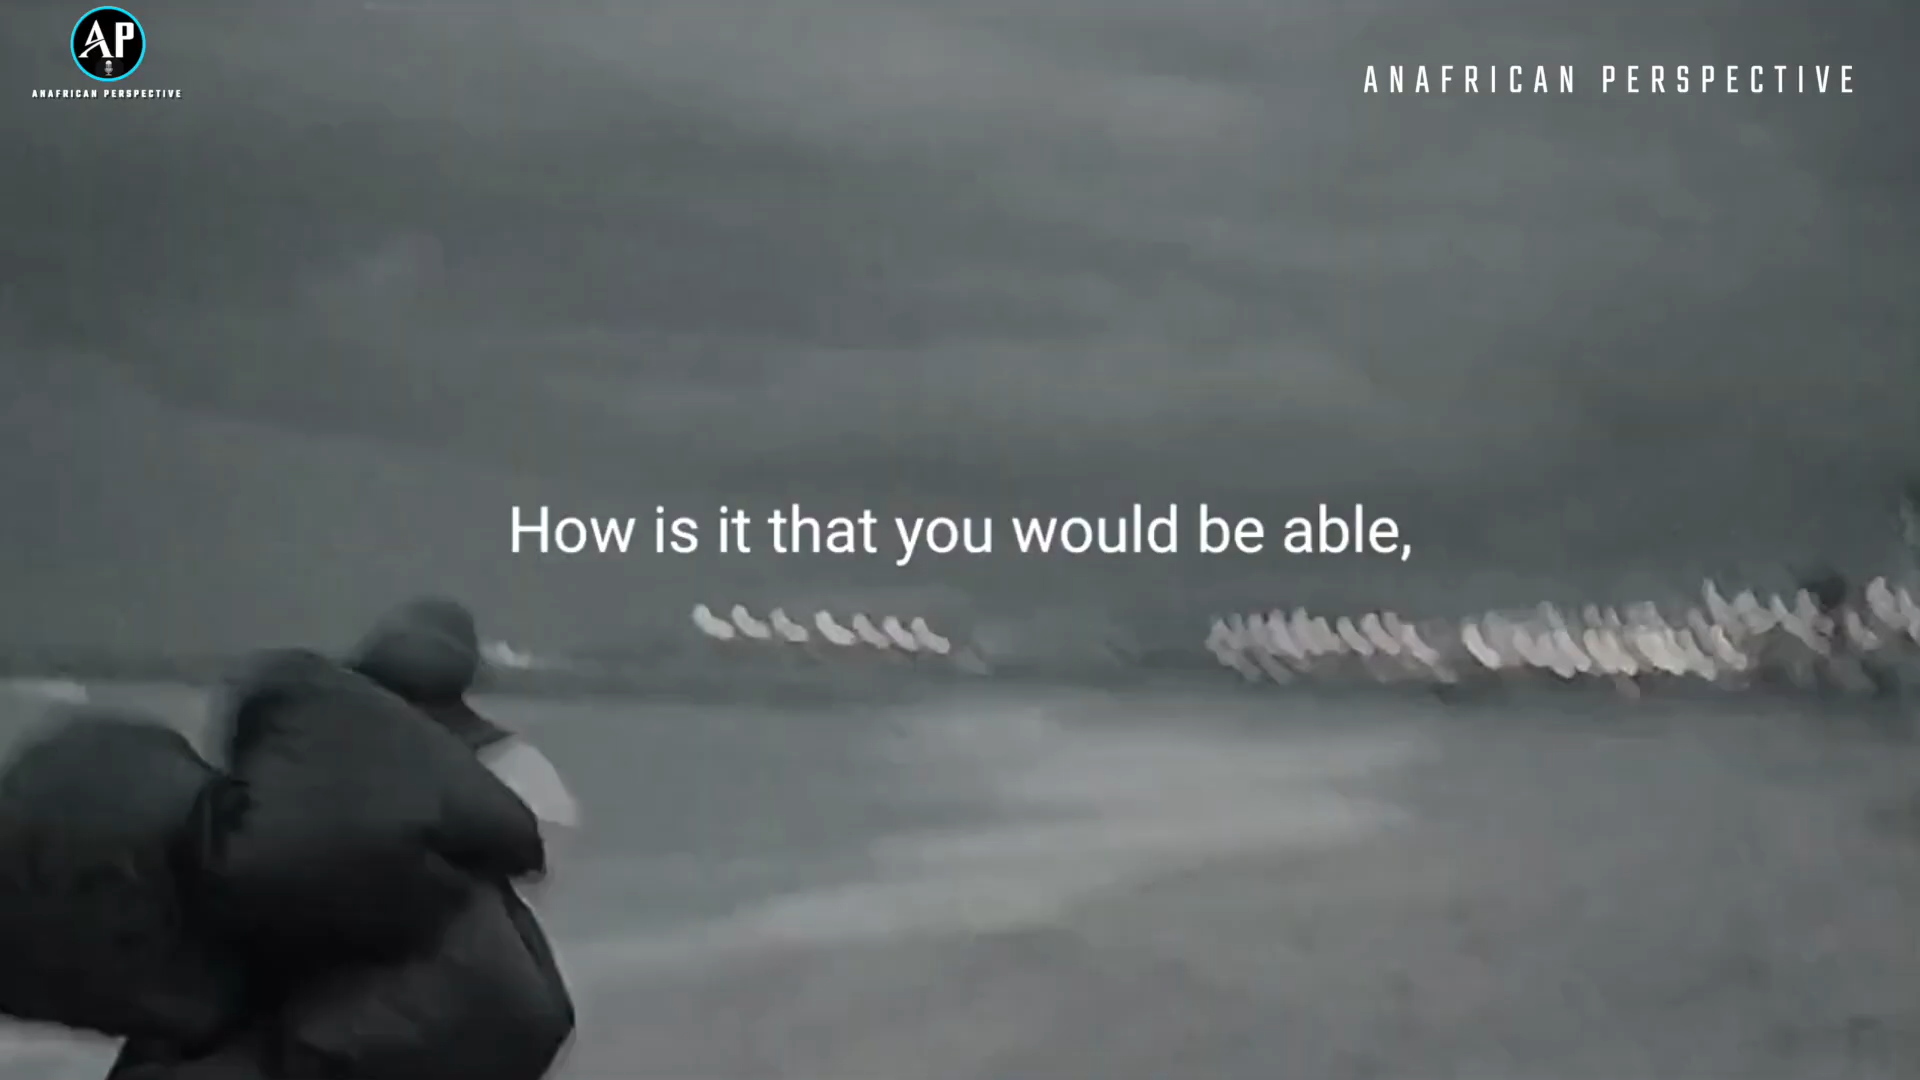 AP
ANAFRICAN PERSPECTIVE
ANAFRICAN PERSPECTIVE
How is it that you would be able,